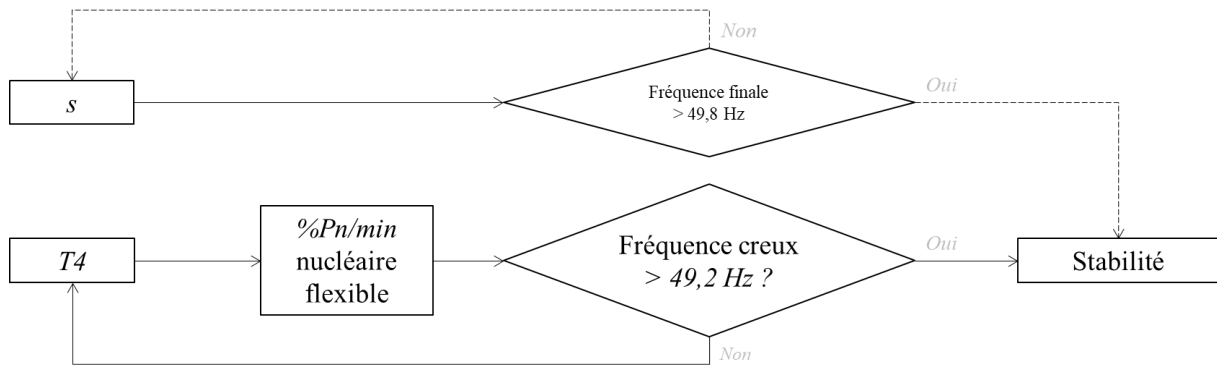 Non
s
Fréquence finale
> 49,8 Hz
Oui
T4
%Pn/min
nucléaire
flexible
Fréquence creux
> 49,2 Hz ?
Oui
Stabilité
Non